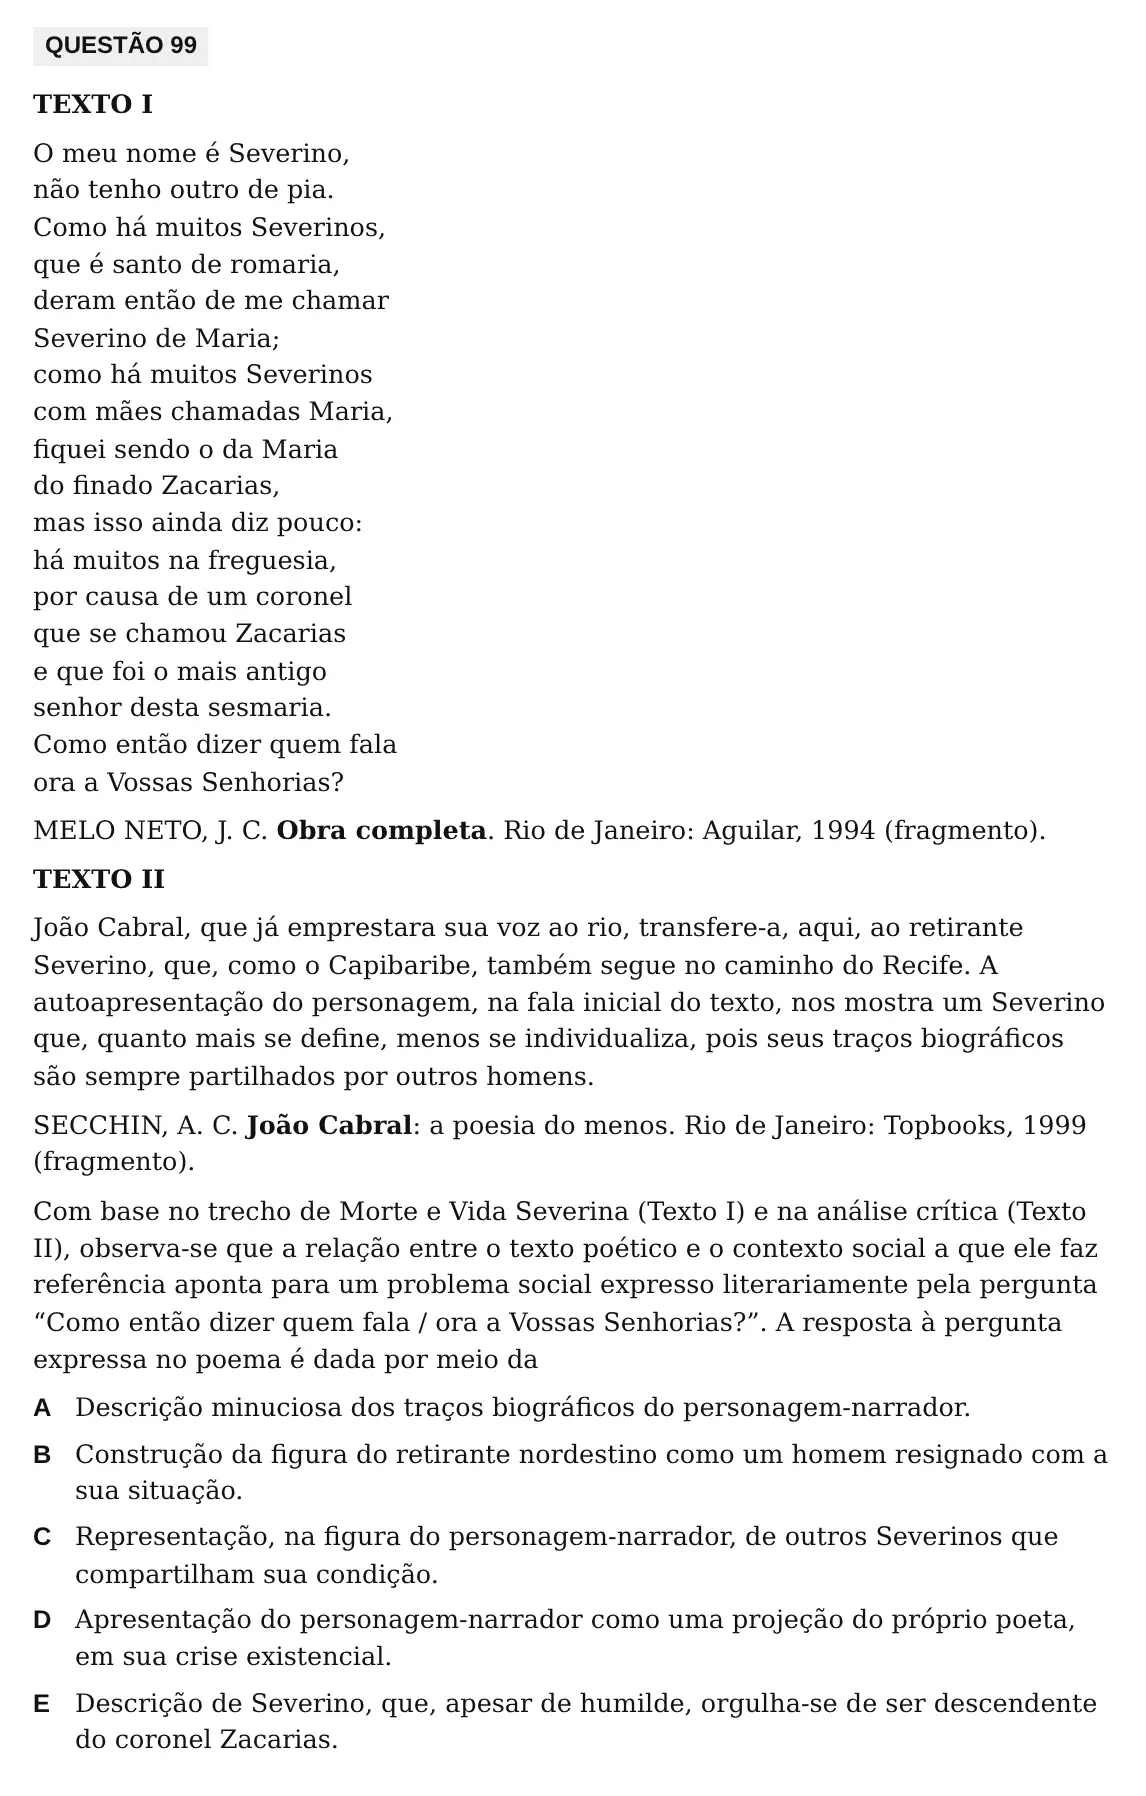 QUESTÃO 99
TEXTO I
O meu nome é Severino,
não tenho outro de pia.
Como há muitos Severinos,
que é santo de romaria,
deram então de me chamar
Severino de Maria;
como há muitos Severinos
com mães chamadas Maria,
fiquei sendo o da Maria
do finado Zacarias,
mas isso ainda diz pouco:
há muitos na freguesia,
por causa de um coronel
que se chamou Zacarias
e que foi o mais antigo
senhor desta sesmaria.
Como então dizer quem fala
ora a Vossas Senhorias?
MELO NETO, J. C. Obra completa. Rio de Janeiro: Aguilar, 1994 (fragmento).
TEXTO II
João Cabral, que já emprestara sua voz ao rio, transfere-a, aqui, ao retirante
Severino, que, como o Capibaribe, também segue no caminho do Recife. A
autoapresentação do personagem, na fala inicial do texto, nos mostra um Severino
que, quanto mais se define, menos se individualiza, pois seus traços biográficos
são sempre partilhados por outros homens.
SECCHIN, A. C. João Cabral: a poesia do menos. Rio de Janeiro: Topbooks, 1999
(fragmento).
Com base no trecho de Morte e Vida Severina (Texto I) e na análise crítica (Texto
II), observa-se que a relação entre o texto poético e o contexto social a que ele faz
referência aponta para um problema social expresso literariamente pela pergunta
“Como então dizer quem fala / ora a Vossas Senhorias?”. A resposta à pergunta
expressa no poema é dada por meio da
A Descrição minuciosa dos traços biográficos do personagem-narrador.
B Construção da figura do retirante nordestino como um homem resignado com a
sua situação.
C Representação, na figura do personagem-narrador, de outros Severinos que
compartilham sua condição.
D Apresentação do personagem-narrador como uma projeção do próprio poeta,
em sua crise existencial.
E Descrição de Severino, que, apesar de humilde, orgulha-se de ser descendente
do coronel Zacarias.